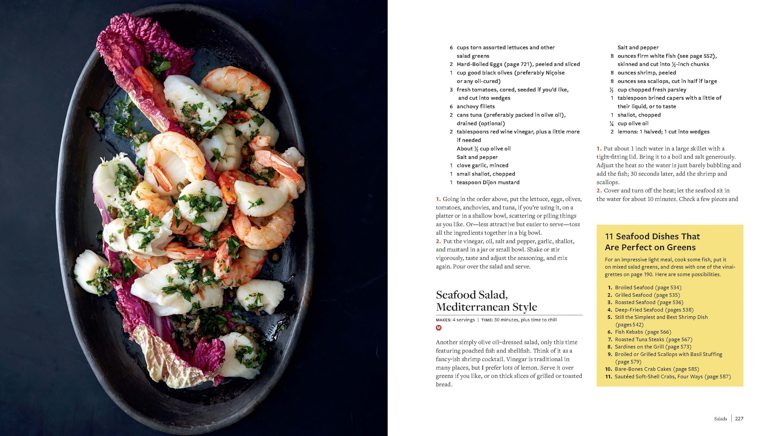 6 cups torn assorted lettuces and other
salad greens
2 Hard-Boiled Eggs (page 721), peeled and sliced
1 cup good black olives (preferably Niçoise
or any oil-cured)
3 fresh tomatoes, cored, seeded if you'd like,
and cut into wedges
6 anchovy fillets
2 cans tuna (preferably packed in olive oil),
drained (optional)
2 tablespoons red wine vinegar, plus a little more
if needed
About ½ cup olive oil
Salt and pepper
1 clove garlic, minced
1 small shallot, chopped
1 teaspoon Dijon mustard
1. Going in the order above, put the lettuce, eggs, olives,
tomatoes, anchovies, and tuna, if you're using it, on a
platter or in a shallow bowl, scattering or piling things
as you like. Or—less attractive but easier to serve—toss
all the ingredients together in a big bowl.
2. Put the vinegar, oil, salt and pepper, garlic, shallot,
and mustard in a jar or small bowl. Shake or stir
vigorously, taste and adjust the seasoning, and mix
again. Pour over the salad and serve.
Seafood Salad,
Mediterranean Style
MAKES: 4 servings | TIME: 30 minutes, plus time to chill
M
Another simply olive oil–dressed salad, only this time
featuring poached fish and shellfish. Think of it as a
fancy-ish shrimp cocktail. Vinegar is traditional in
many places, but I prefer lots of lemon. Serve it over
greens if you like, or on thick slices of grilled or toasted
bread.
Salt and pepper
8 ounces firm white fish (see page 552),
skinned and cut into ½-inch chunks
8 ounces shrimp, peeled
8 ounces sea scallops, cut in half if large
½ cup chopped fresh parsley
1 tablespoon brined capers with a little of
their liquid, or to taste
1 shallot, chopped
¼ cup olive oil
2 lemons: 1 halved; 1 cut into wedges
1. Put about 1 inch water in a large skillet with a
tight-fitting lid. Bring it to a boil and salt generously.
Adjust the heat so the water is just barely bubbling and
add the fish; 30 seconds later, add the shrimp and
scallops.
2. Cover and turn off the heat; let the seafood sit in
the water for about 10 minutes. Check a few pieces and
11 Seafood Dishes That
Are Perfect on Greens
For an impressive light meal, cook some fish, put it
on mixed salad greens, and dress with one of the vinai-
grettes on page 190. Here are some possibilities.
1. Broiled Seafood (page 534)
2. Grilled Seafood (page 535)
3. Roasted Seafood (page 536)
4. Deep-Fried Seafood (page 538)
5. Still the Simplest and Best Shrimp Dish
(page 542)
6. Fish Kebabs (page 566)
7. Roasted Tuna Steaks (page 567)
8. Sardines on the Grill (page 573)
9. Broiled or Grilled Scallops with Basil Stuffing
(page 579)
10. Bare-Bones Crab Cakes (page 585)
11. Sautéed Soft-Shell Crabs, Four Ways (page 587)
Salads | 227